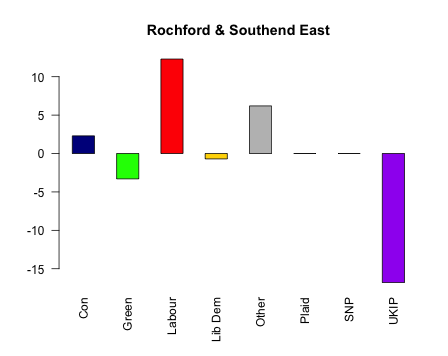 Rochford & Southend East
10
5
0
-5
-10
-15
Con
Green
Labour
Lib Dem
Other
Plaid
SNP
UKIP